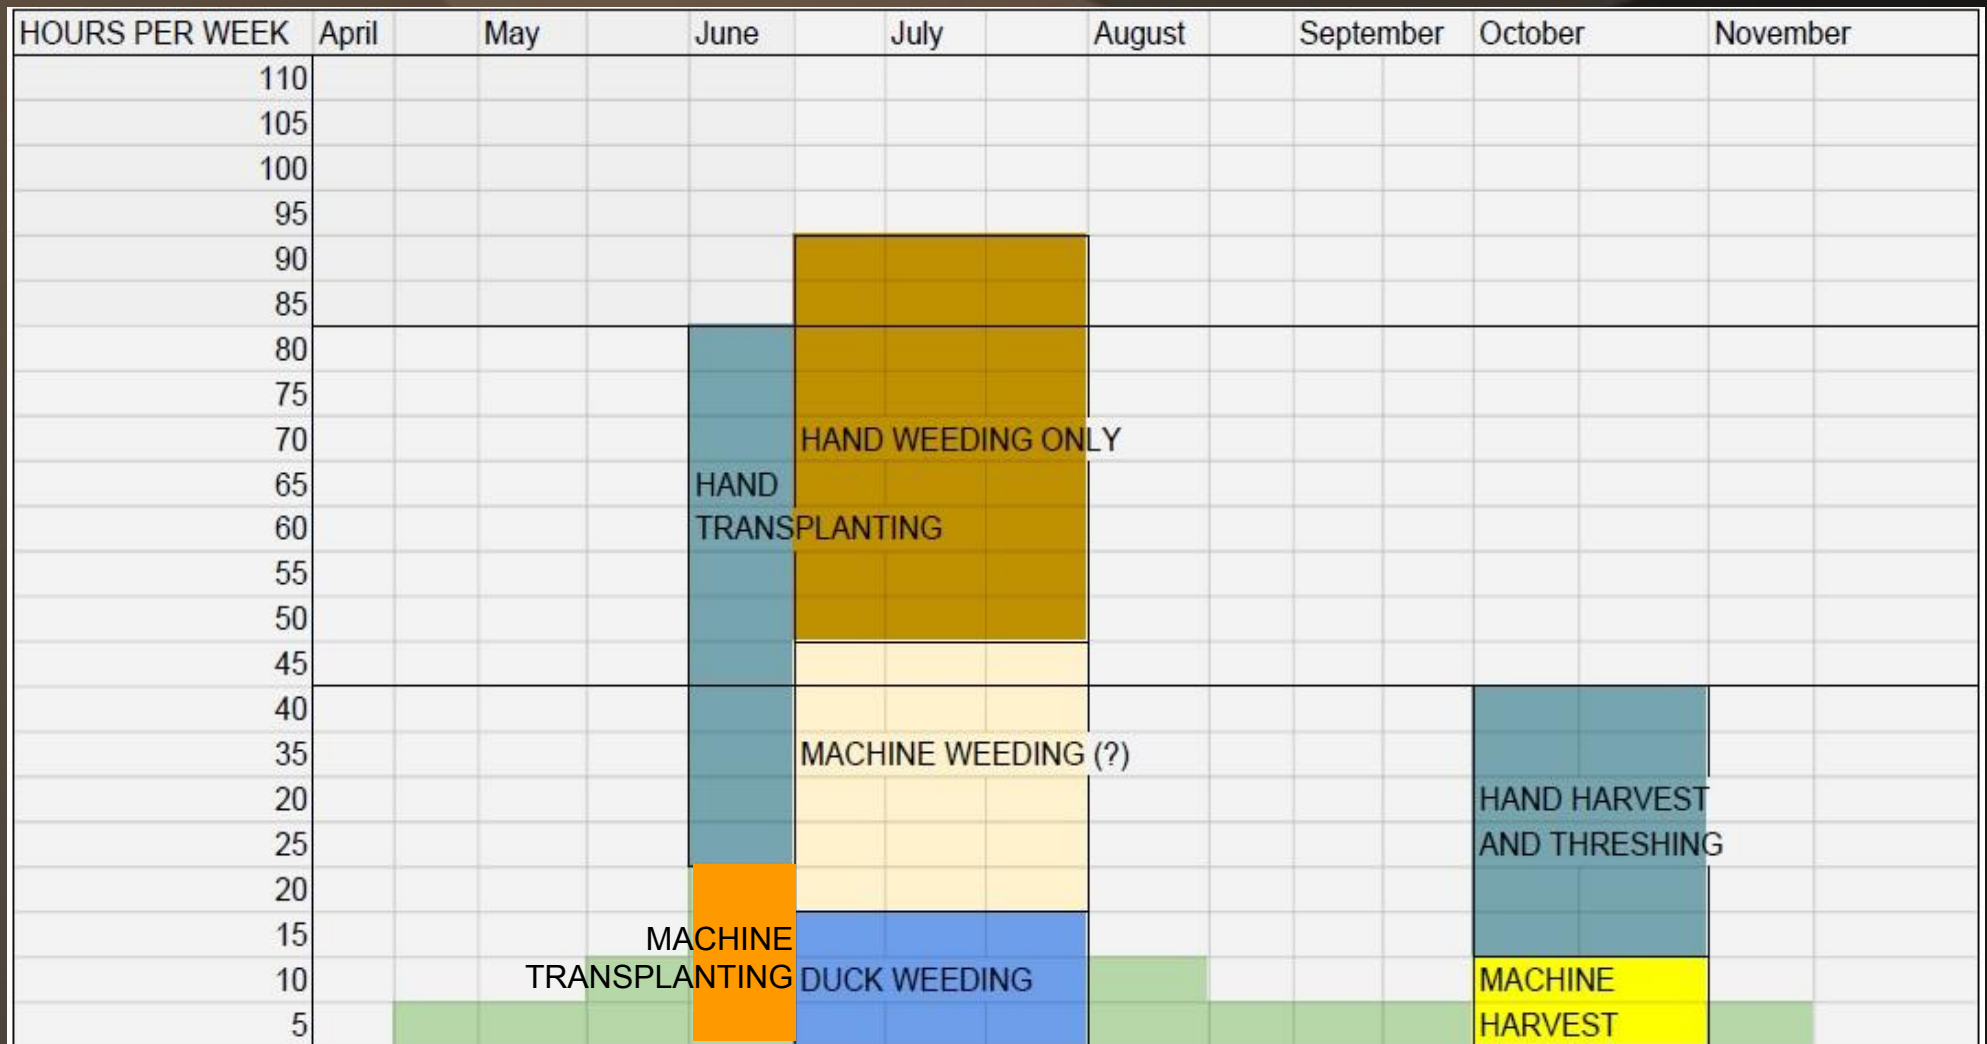 HOURS PER WEEK April May June July August September October November
110
105
100
95
90
85
80
75
70 HAND WEEDING ONLY
65 HAND
60 TRANSPLANTING
55
50
45
40
35 MACHINE WEEDING (?)
20 HAND HARVEST
25 AND THRESHING
20
15 MACHINE
10 TRANSPLANTING DUCK WEEDING MACHINE
5 HARVEST